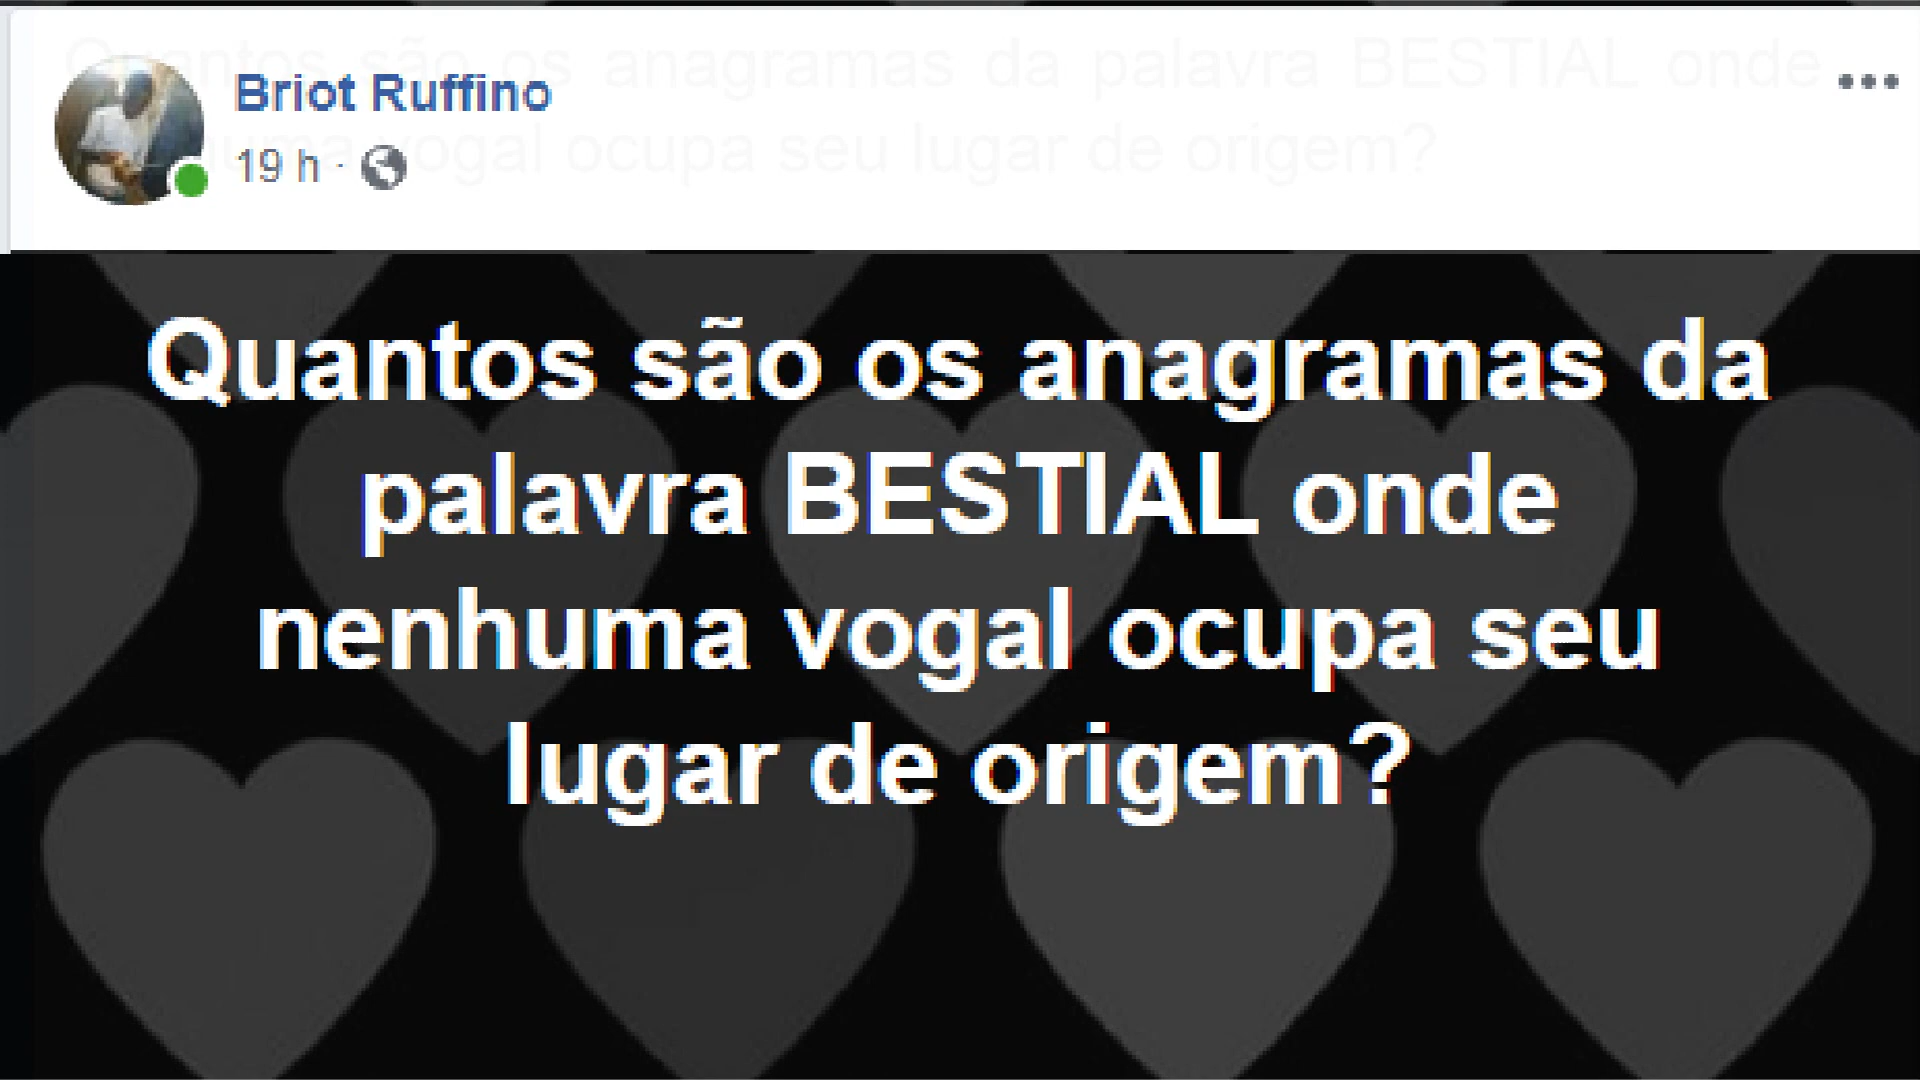 Quantos são os anagramas da palavra BESTIAL onde
uma vogal ocupa seu lugar de origem?
Briot Ruffino
19 h ·
Quantos são os anagramas da
palavra BESTIAL onde
nenhuma vogal ocupa seu
lugar de origem?